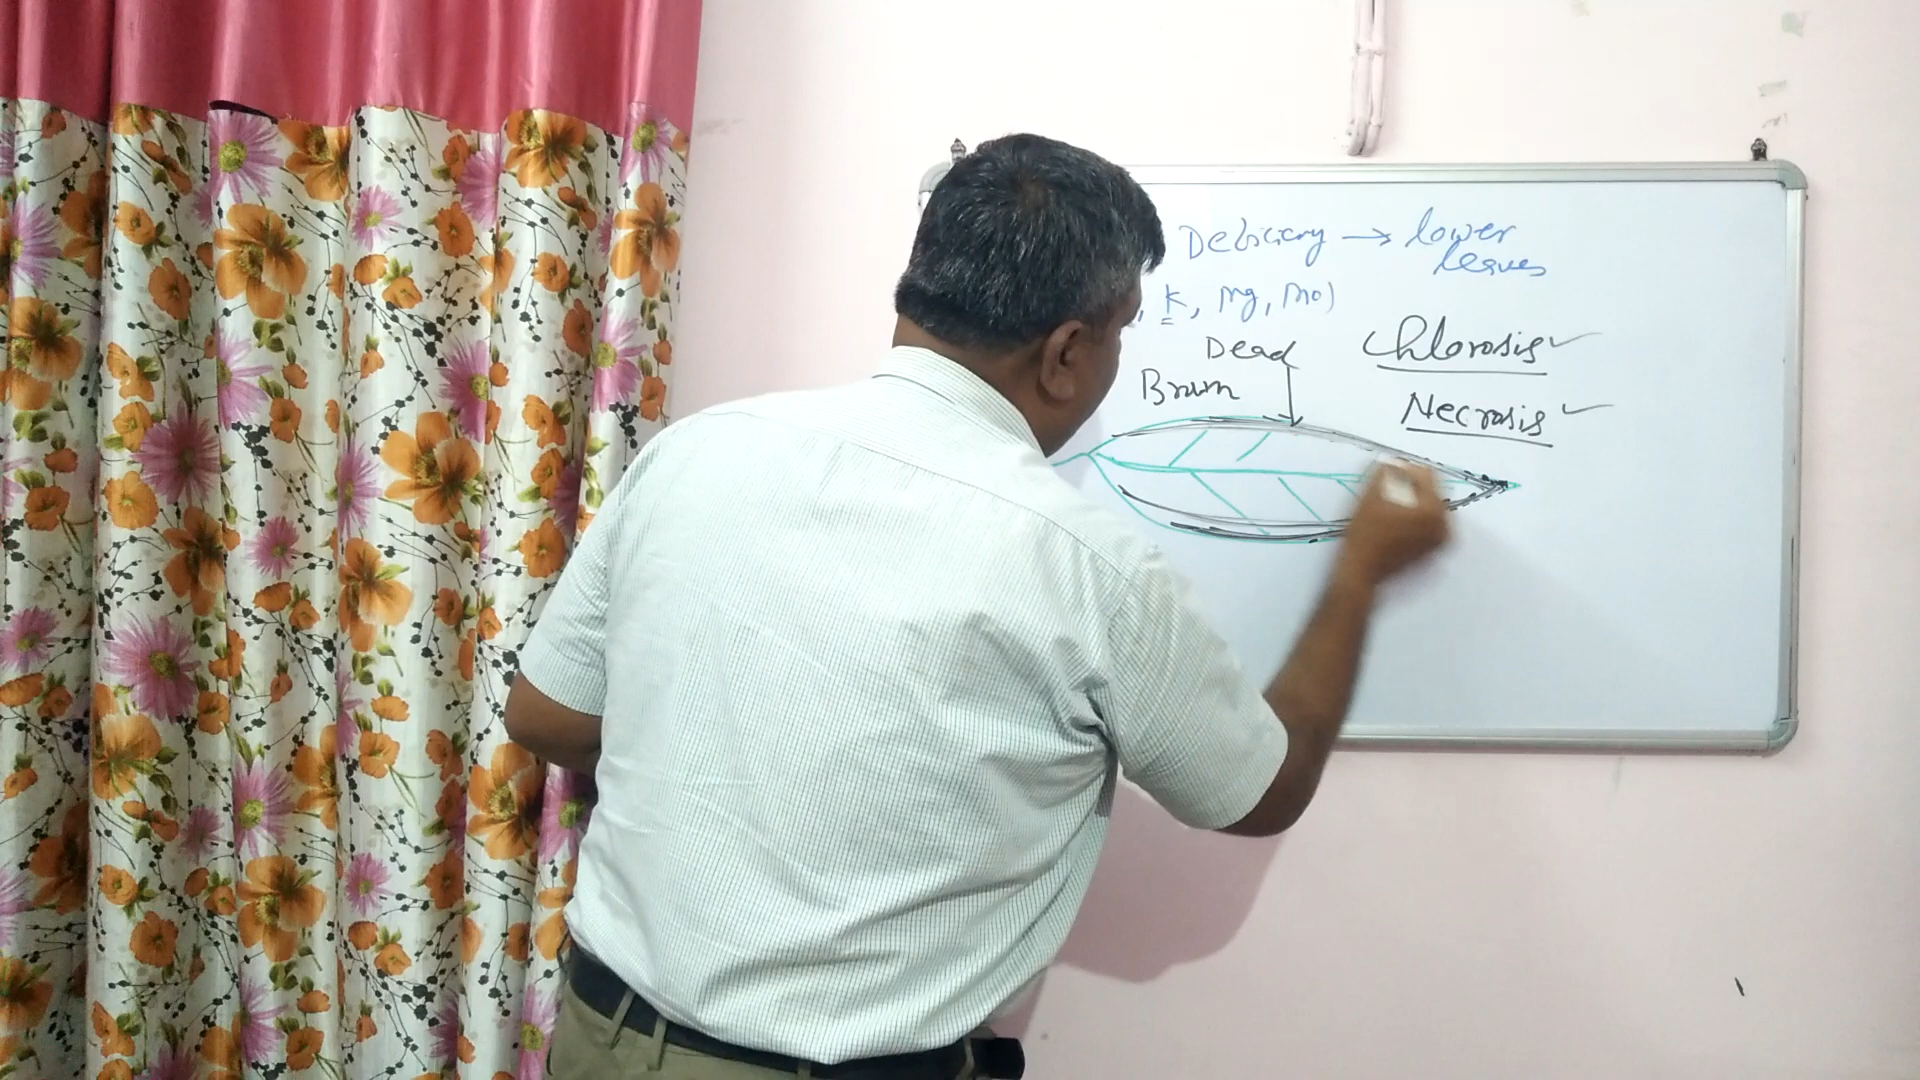 Deficiency → lower
leaves
, K, Mg, Mo)
Dead
Chlorosis
Brown
Necrosis